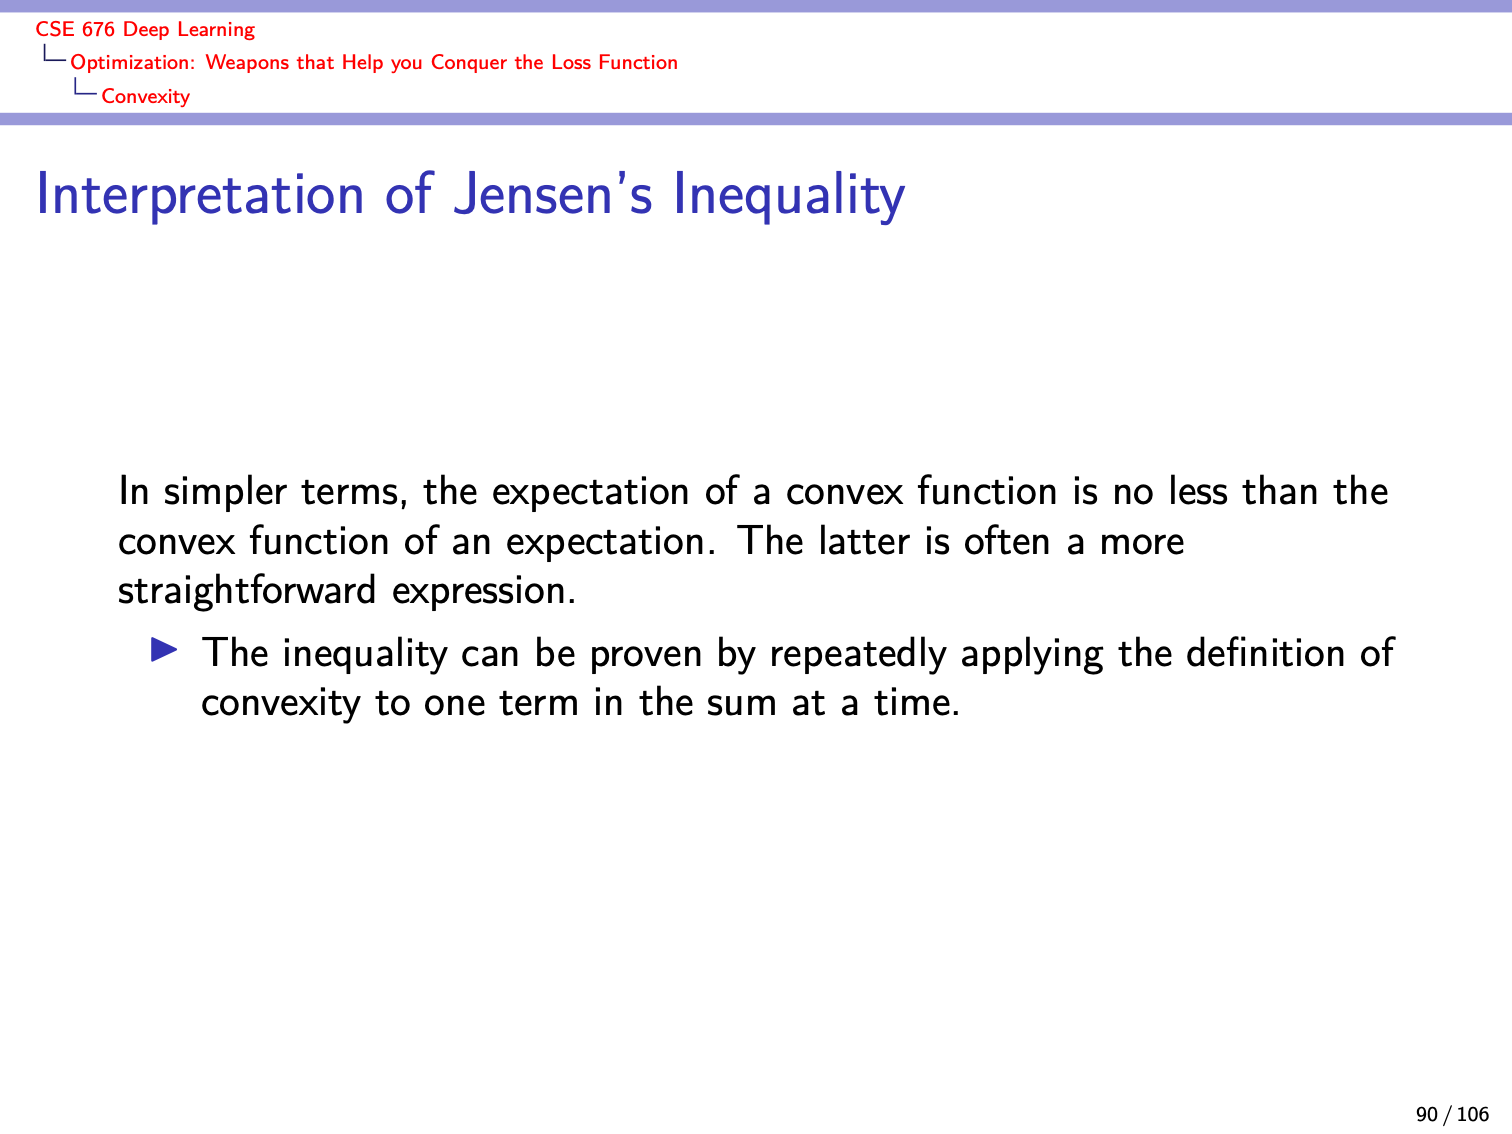 CSE 676 Deep Learning
Optimization: Weapons that Help you Conquer the Loss Function
Convexity
Interpretation of Jensen's Inequality
In simpler terms, the expectation of a convex function is no less than the
convex function of an expectation. The latter is often a more
straightforward expression.
The inequality can be proven by repeatedly applying the definition of
convexity to one term in the sum at a time.
90 / 106